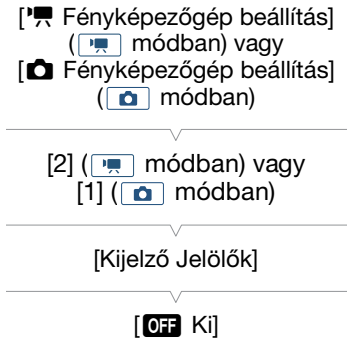 [ Fényképezőgép beállítás]
( módban) vagy
[ Fényképezőgép beállítás]
( módban)
[2] ( módban) vagy
[1] ( módban)
[Kijelző Jelölők]
[OFF Ki]